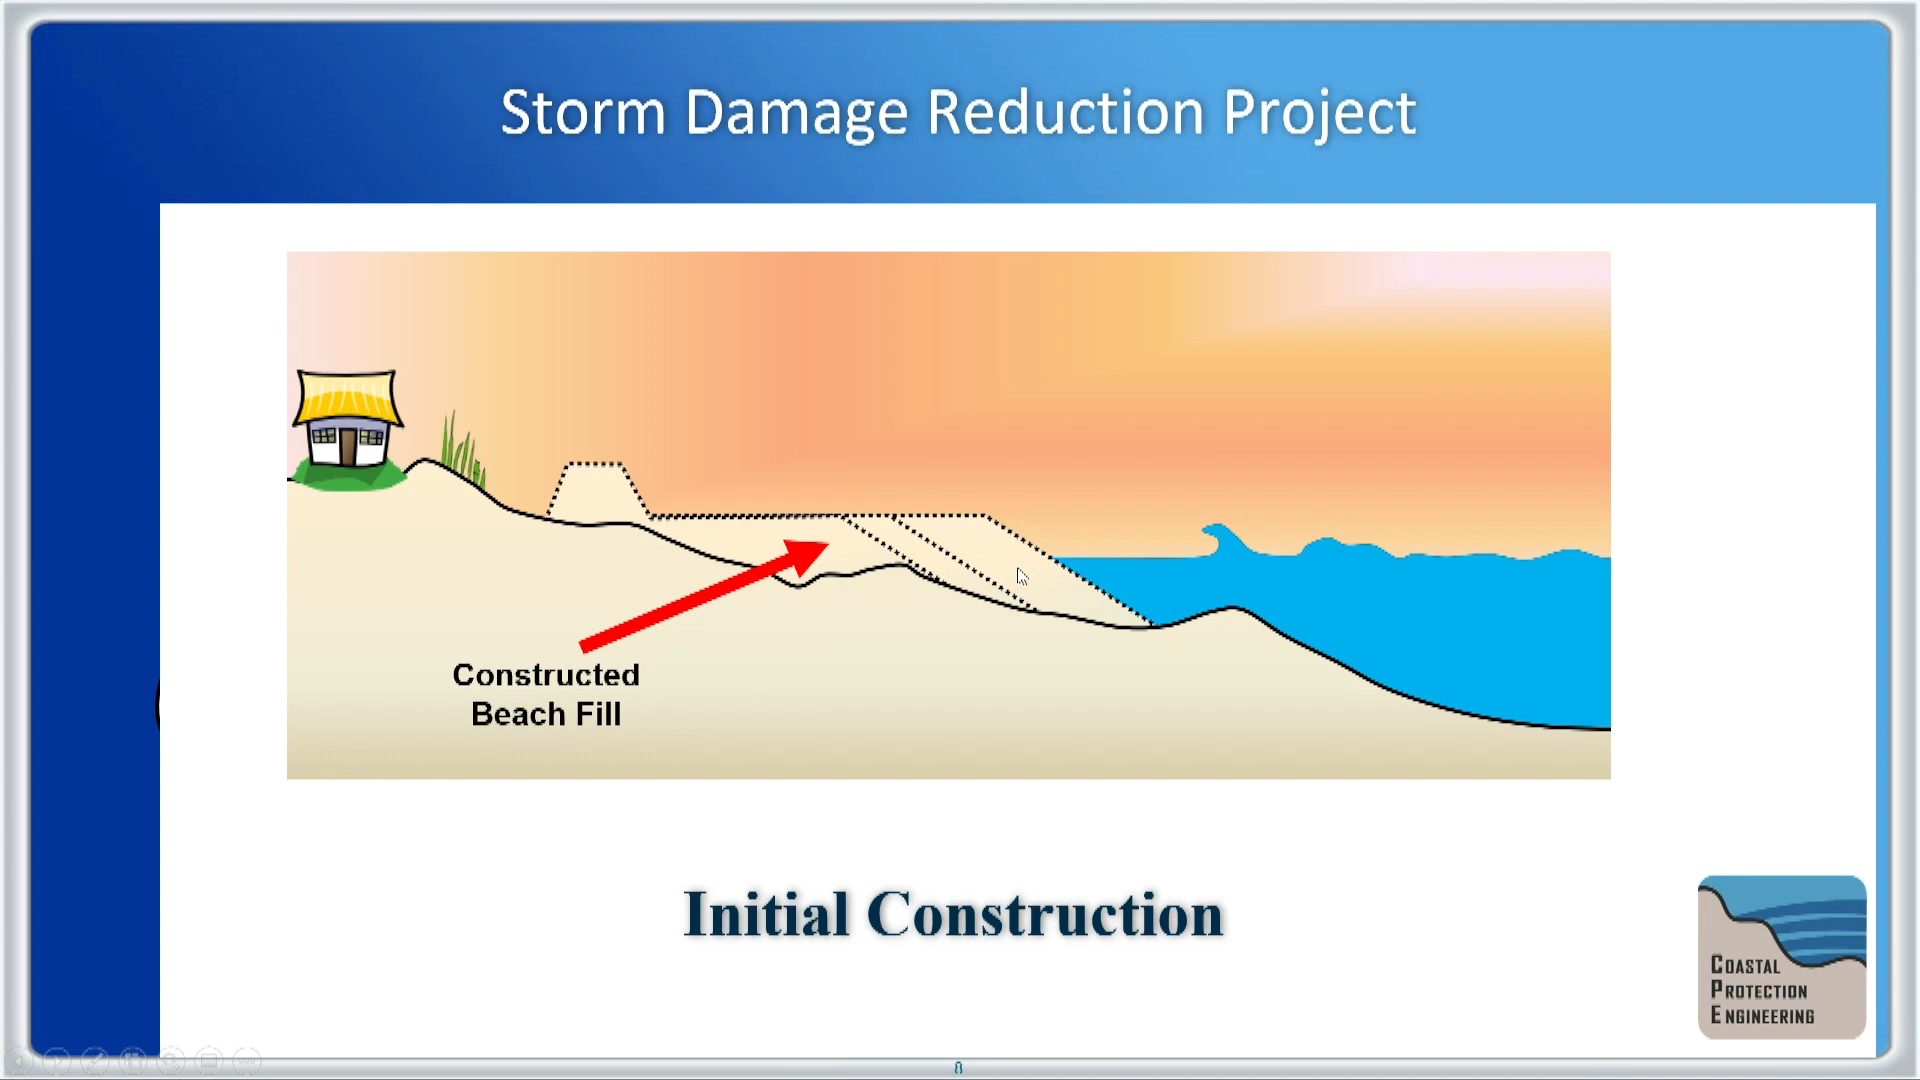 Storm Damage Reduction Project
Constructed
Beach Fill
Initial Construction
COASTAL
PROTECTION
ENGINEERING
8